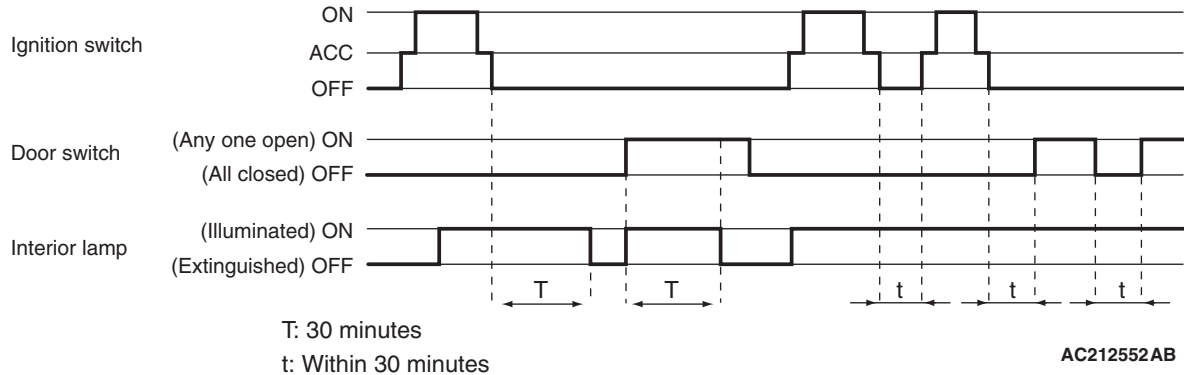 ON
Ignition switch
ACC
OFF
(Any one open) ON
Door switch
(All closed) OFF
(Illuminated) ON
Interior lamp
(Extinguished) OFF
T
T
t
t
t
T: 30 minutes
t: Within 30 minutes
AC212552AB